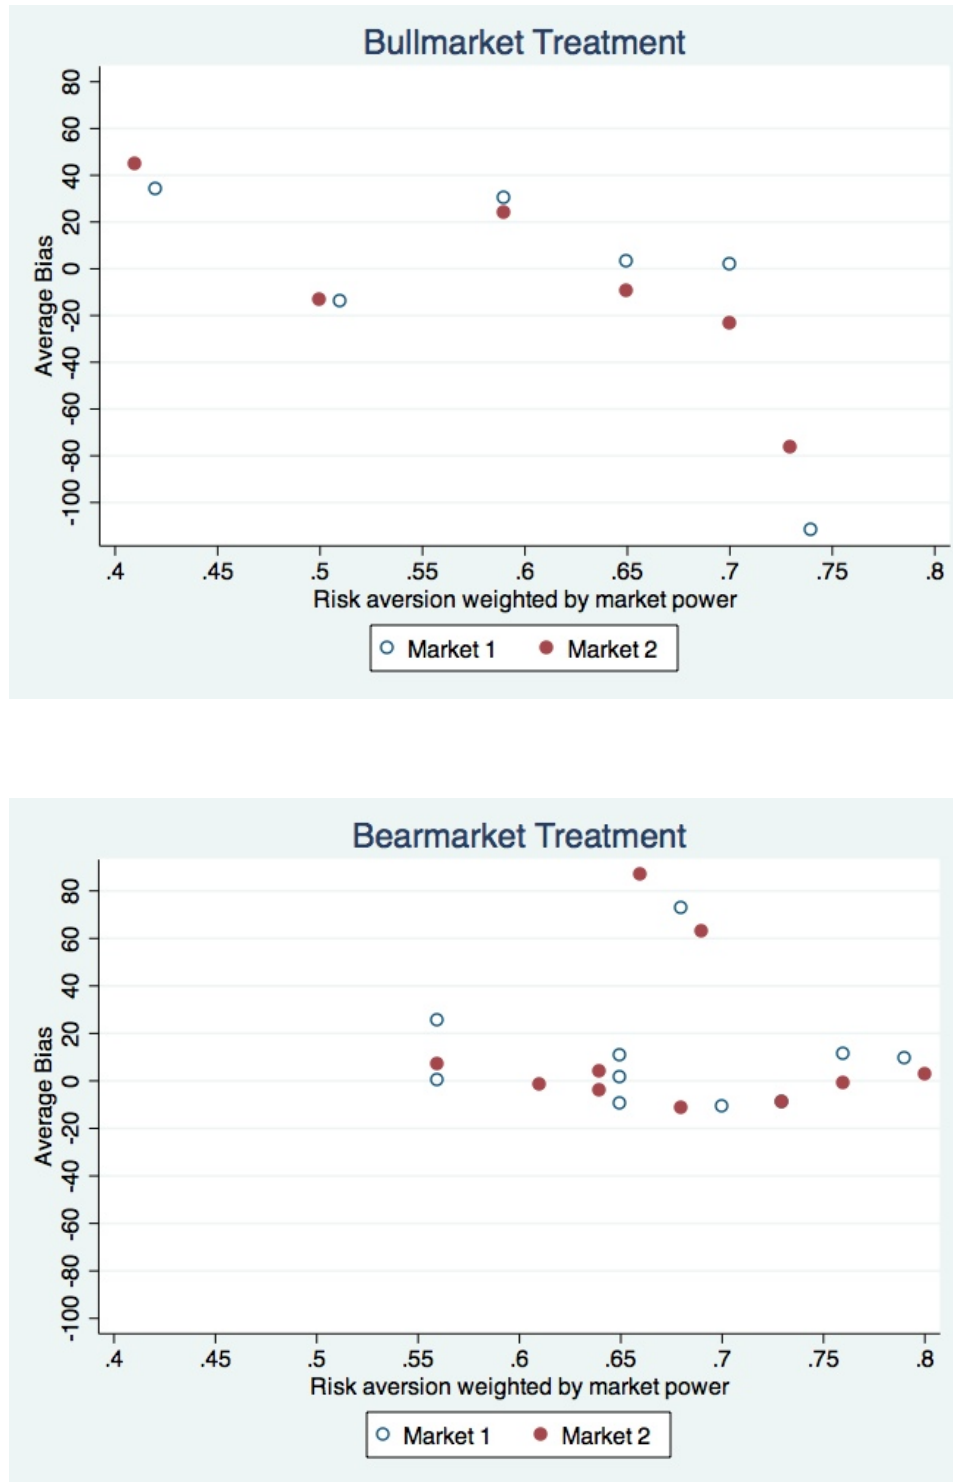 Bullmarket Treatment
80
60
40
20
0
-20
-40
-60
-80
-100
Average Bias
.4 .45 .5 .55 .6 .65 .7 .75 .8
Risk aversion weighted by market power
Market 1 Market 2
Bearmarket Treatment
80
60
40
20
0
-20
-40
-60
-80
-100
Average Bias
.4 .45 .5 .55 .6 .65 .7 .75 .8
Risk aversion weighted by market power
Market 1 Market 2